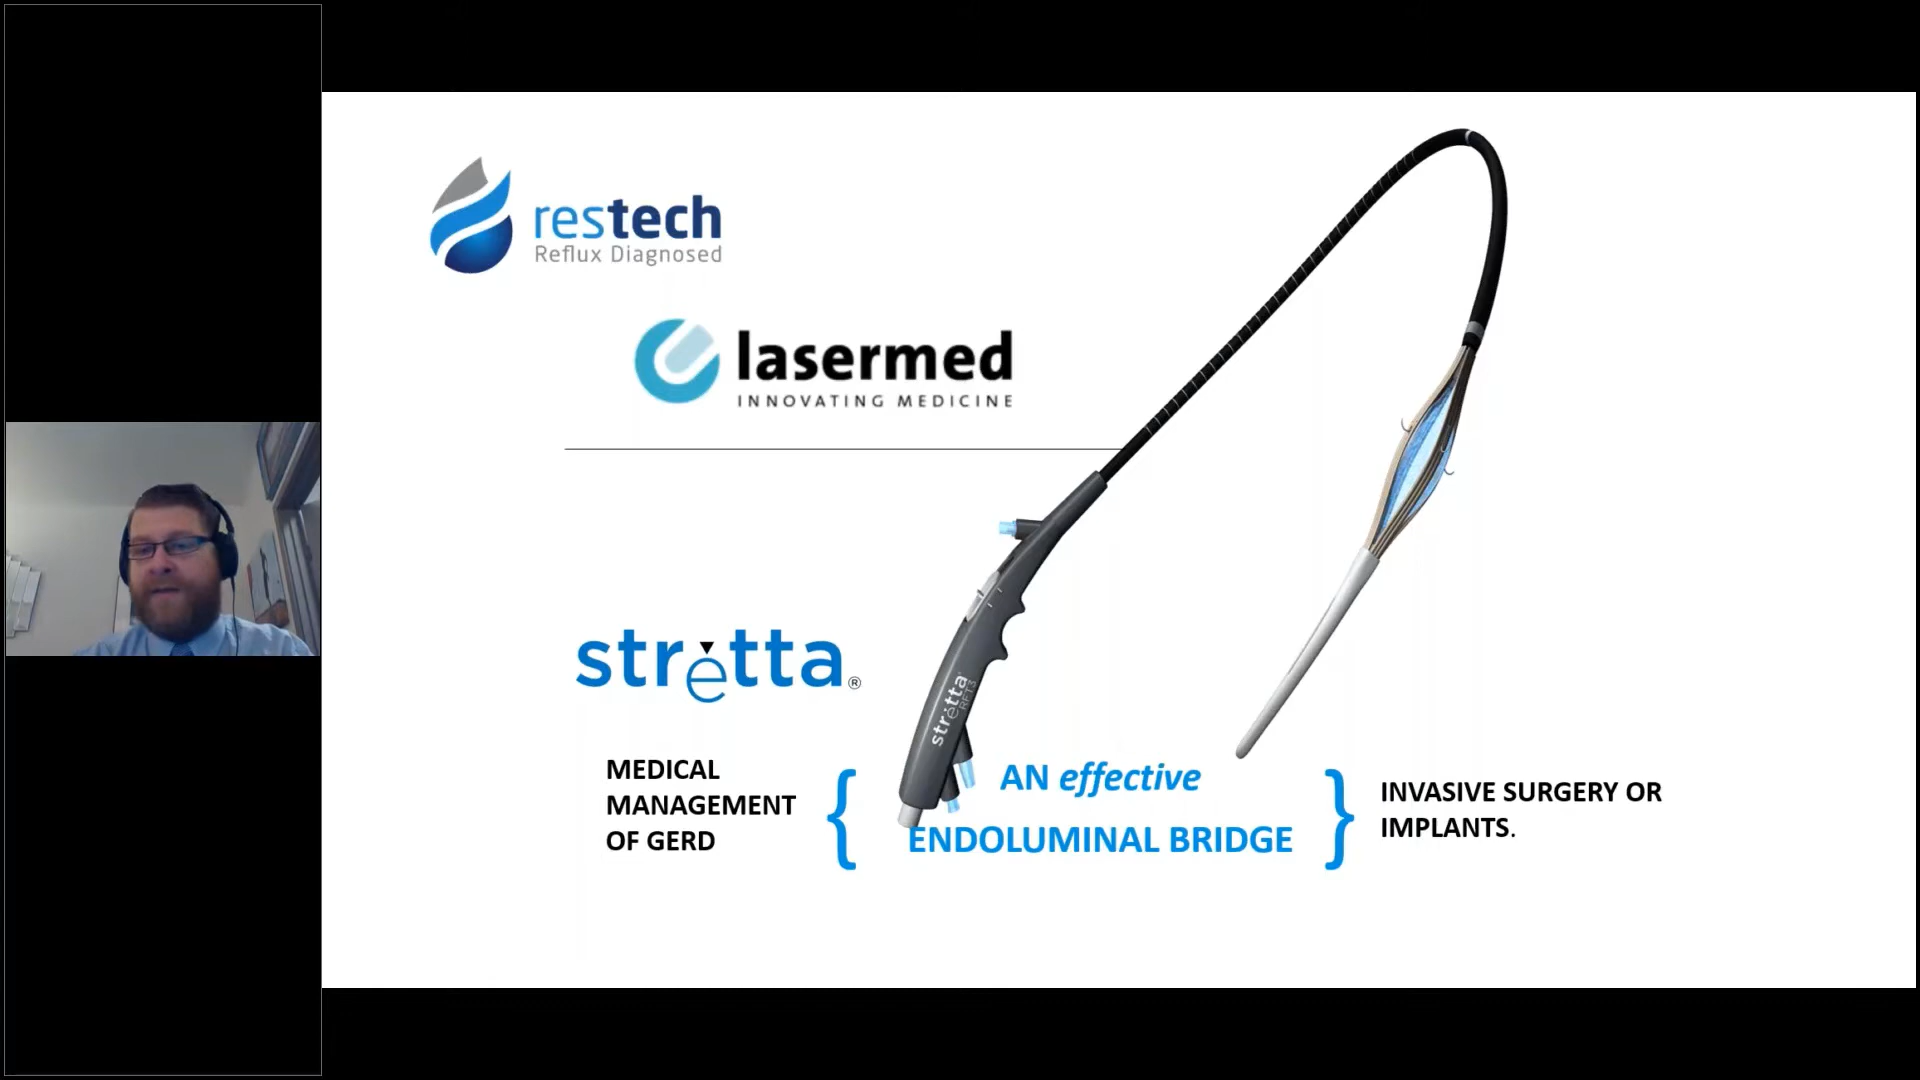 restech
Reflux Diagnosed
lasermed
INNOVATING MEDICINE
stretta®
stretta
RFT3
MEDICAL
MANAGEMENT
OF GERD
{
AN effective
ENDOLUMINAL BRIDGE
}
INVASIVE SURGERY OR
IMPLANTS.